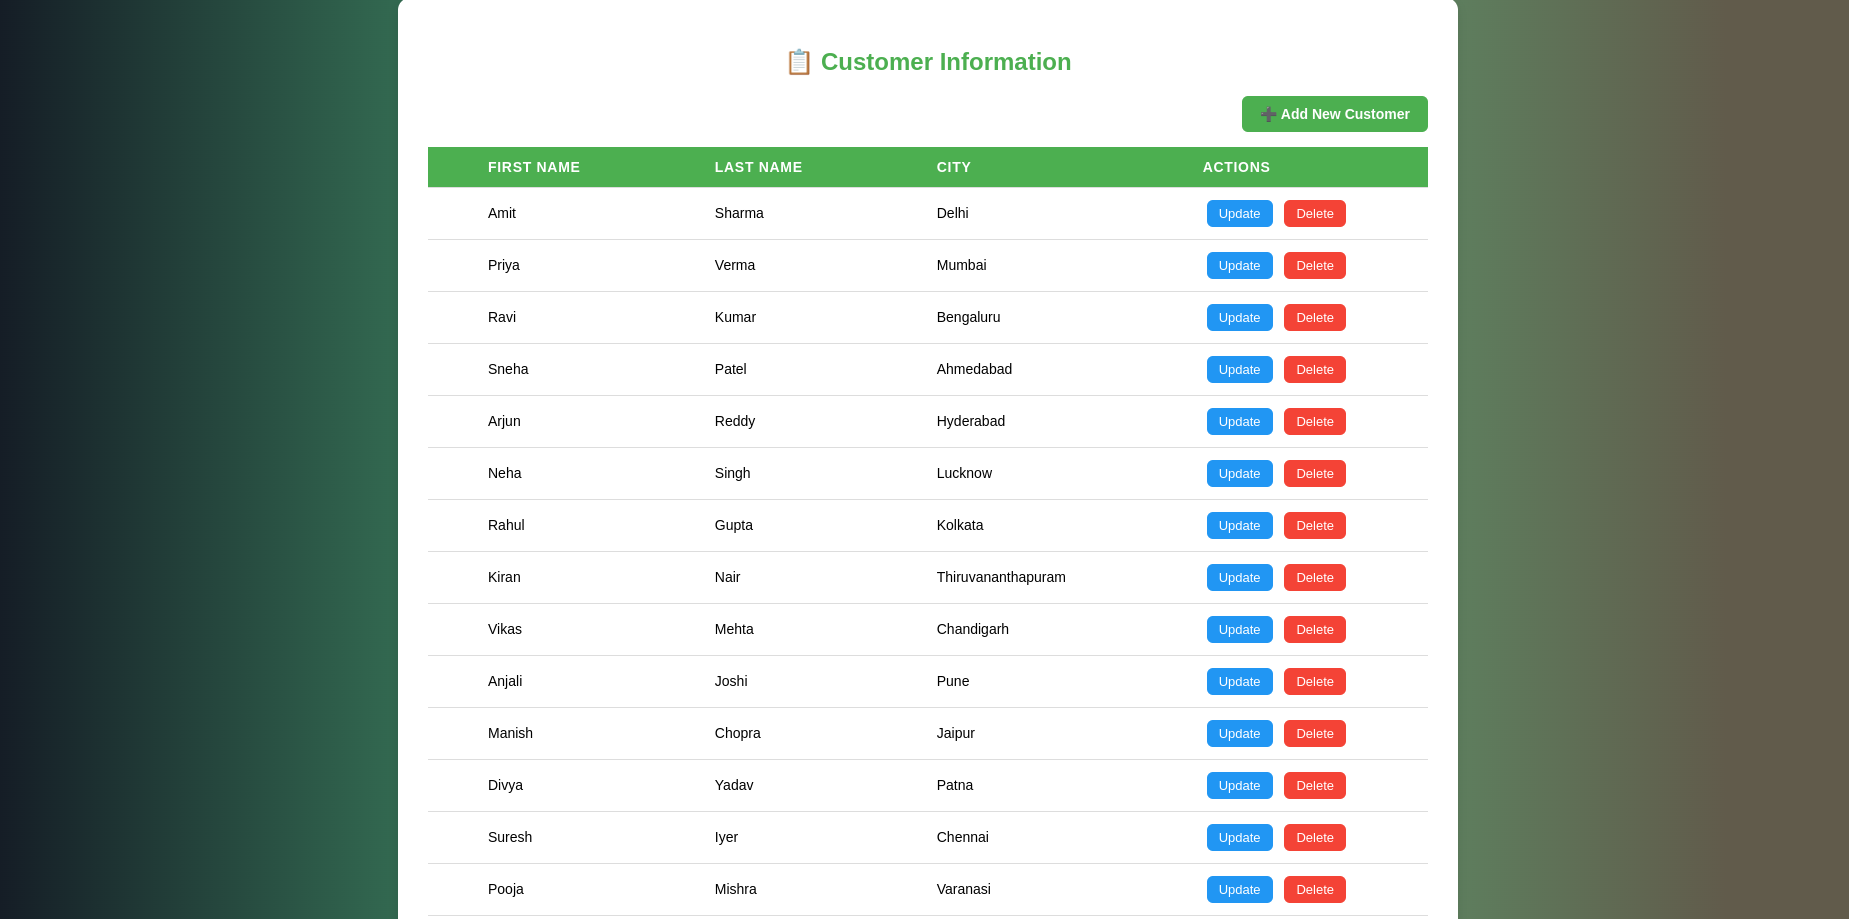 📋 Customer Information
➕ Add New Customer
FIRST NAME LAST NAME CITY ACTIONS
Amit Sharma Delhi Update Delete
Priya Verma Mumbai Update Delete
Ravi Kumar Bengaluru Update Delete
Sneha Patel Ahmedabad Update Delete
Arjun Reddy Hyderabad Update Delete
Neha Singh Lucknow Update Delete
Rahul Gupta Kolkata Update Delete
Kiran Nair Thiruvananthapuram Update Delete
Vikas Mehta Chandigarh Update Delete
Anjali Joshi Pune Update Delete
Manish Chopra Jaipur Update Delete
Divya Yadav Patna Update Delete
Suresh Iyer Chennai Update Delete
Pooja Mishra Varanasi Update Delete